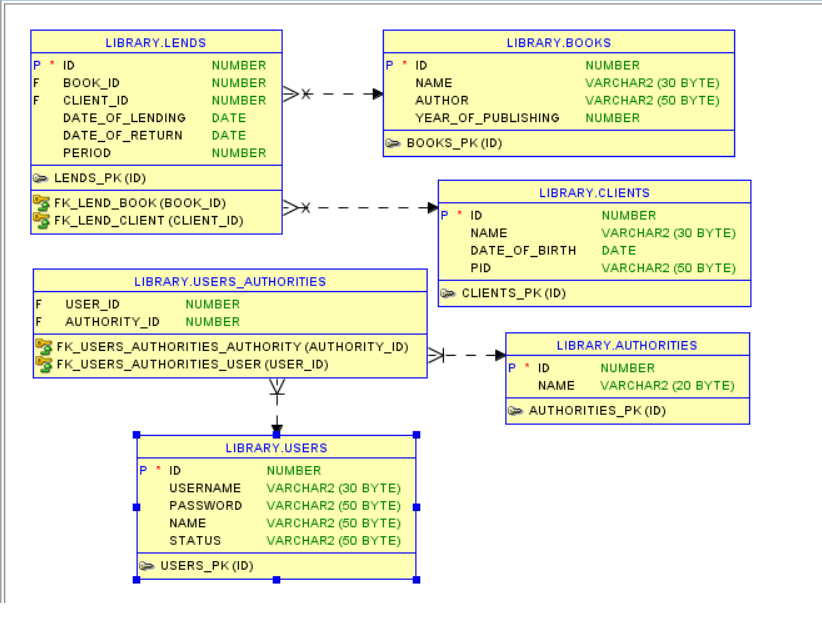 LIBRARY.LENDS
P * ID NUMBER
F BOOK_ID NUMBER
F CLIENT_ID NUMBER
DATE_OF_LENDING DATE
DATE_OF_RETURN DATE
PERIOD NUMBER
LENDS_PK (ID)
FK_LEND_BOOK (BOOK_ID)
FK_LEND_CLIENT (CLIENT_ID)
LIBRARY.BOOKS
P * ID NUMBER
NAME VARCHAR2 (30 BYTE)
AUTHOR VARCHAR2 (50 BYTE)
YEAR_OF_PUBLISHING NUMBER
BOOKS_PK (ID)
LIBRARY.CLIENTS
P * ID NUMBER
NAME VARCHAR2 (30 BYTE)
DATE_OF_BIRTH DATE
PID VARCHAR2 (50 BYTE)
CLIENTS_PK (ID)
LIBRARY.USERS_AUTHORITIES
F USER_ID NUMBER
F AUTHORITY_ID NUMBER
FK_USERS_AUTHORITIES_AUTHORITY (AUTHORITY_ID)
FK_USERS_AUTHORITIES_USER (USER_ID)
LIBRARY.AUTHORITIES
P * ID NUMBER
NAME VARCHAR2 (20 BYTE)
AUTHORITIES_PK (ID)
LIBRARY.USERS
P * ID NUMBER
USERNAME VARCHAR2 (30 BYTE)
PASSWORD VARCHAR2 (50 BYTE)
NAME VARCHAR2 (50 BYTE)
STATUS VARCHAR2 (50 BYTE)
USERS_PK (ID)